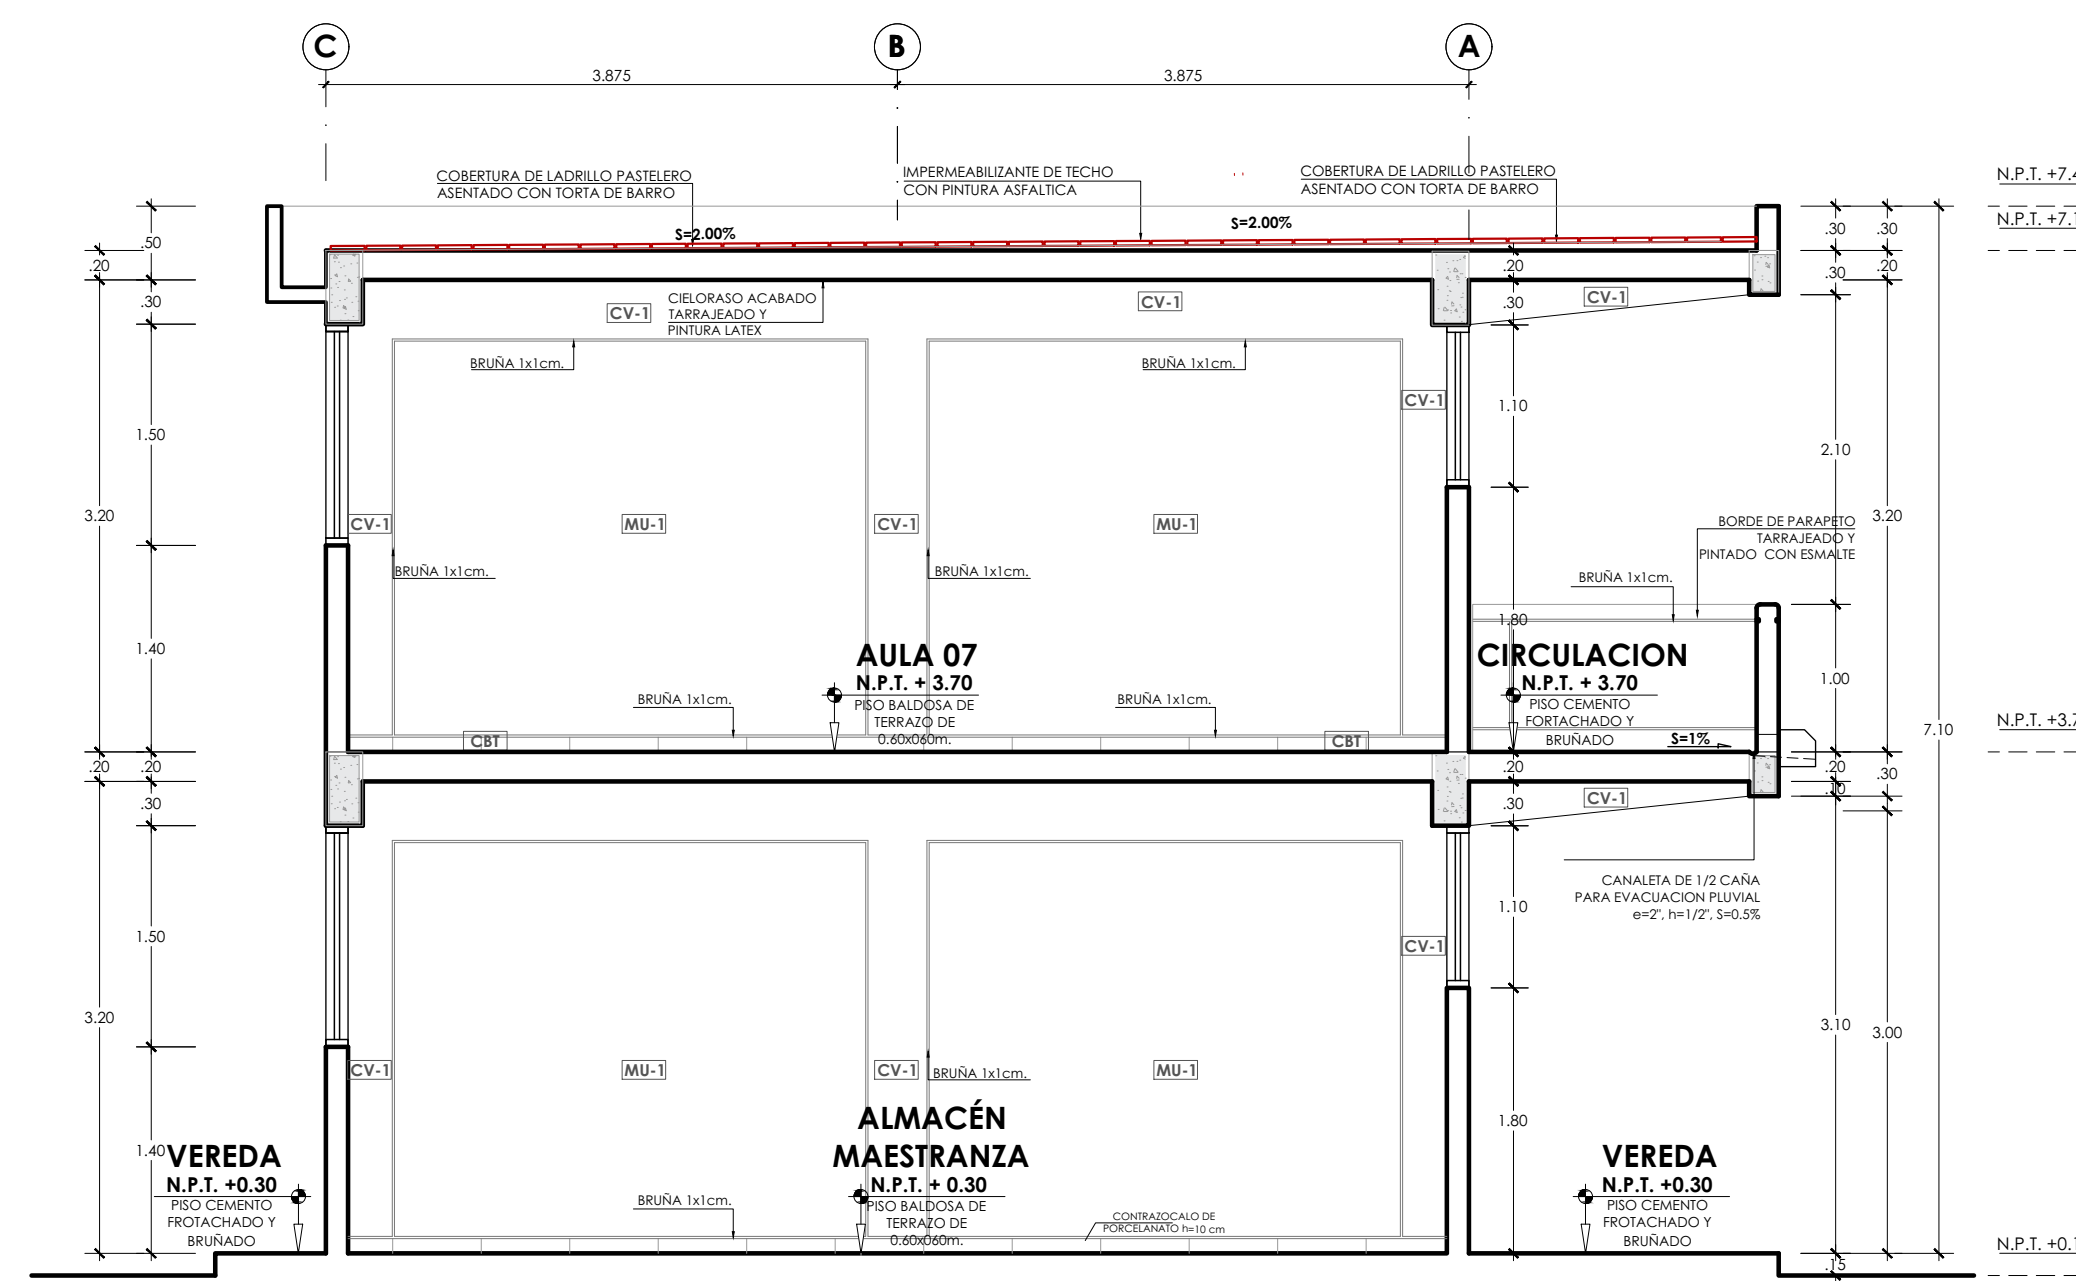 C
B
A
3.875
3.875
COBERTURA DE LADRILLO PASTELERO
ASENTADO CON TORTA DE BARRO
IMPERMEABILIZANTE DE TECHO
CON PINTURA ASFALTICA
COBERTURA DE LADRILLO PASTELERO
ASENTADO CON TORTA DE BARRO
N.P.T. +7.4
N.P.T. +7.1
S=2.00%
S=2.00%
.50
.20
.30
.30
.30
.20
.30
.20
.30
CIELORASO ACABADO
TARRAJEADO Y
PINTURA LATEX
CV-1
CV-1
CV-1
.30
BRUÑA 1x1cm.
BRUÑA 1x1cm.
CV-1
1.10
1.50
2.10
3.20
CV-1
MU-1
CV-1
MU-1
3.20
BORDE DE PARAPETO
TARRAJEADO Y
PINTADO CON ESMALTE
BRUÑA 1x1cm.
BRUÑA 1x1cm.
BRUÑA 1x1cm.
1.80
1.40
AULA 07
N.P.T. + 3.70
PISO BALDOSA DE
TERRAZO DE
0.60x060m.
CIRCULACION
N.P.T. + 3.70
PISO CEMENTO
FORTACHADO Y
BRUÑADO
S=1%
1.00
BRUÑA 1x1cm.
BRUÑA 1x1cm.
CBT
CBT
N.P.T. +3.7
7.10
.20
.20
.20
.20
.30
.10
.30
.30
CV-1
CANALETA DE 1/2 CAÑA
PARA EVACUACION PLUVIAL
e=2", h=1/2", S=0.5%
1.10
1.50
CV-1
3.20
3.10
3.00
CV-1
MU-1
CV-1
MU-1
BRUÑA 1x1cm.
1.80
1.40
VEREDA
N.P.T. +0.30
PISO CEMENTO
FROTACHADO Y
BRUÑADO
ALMACÉN
MAESTRANZA
N.P.T. + 0.30
PISO BALDOSA DE
TERRAZO DE
0.60x060m.
BRUÑA 1x1cm.
CONTRAZOCALO DE
PORCELANATO h=10 cm
VEREDA
N.P.T. +0.30
PISO CEMENTO
FROTACHADO Y
BRUÑADO
N.P.T. +0.1
.15